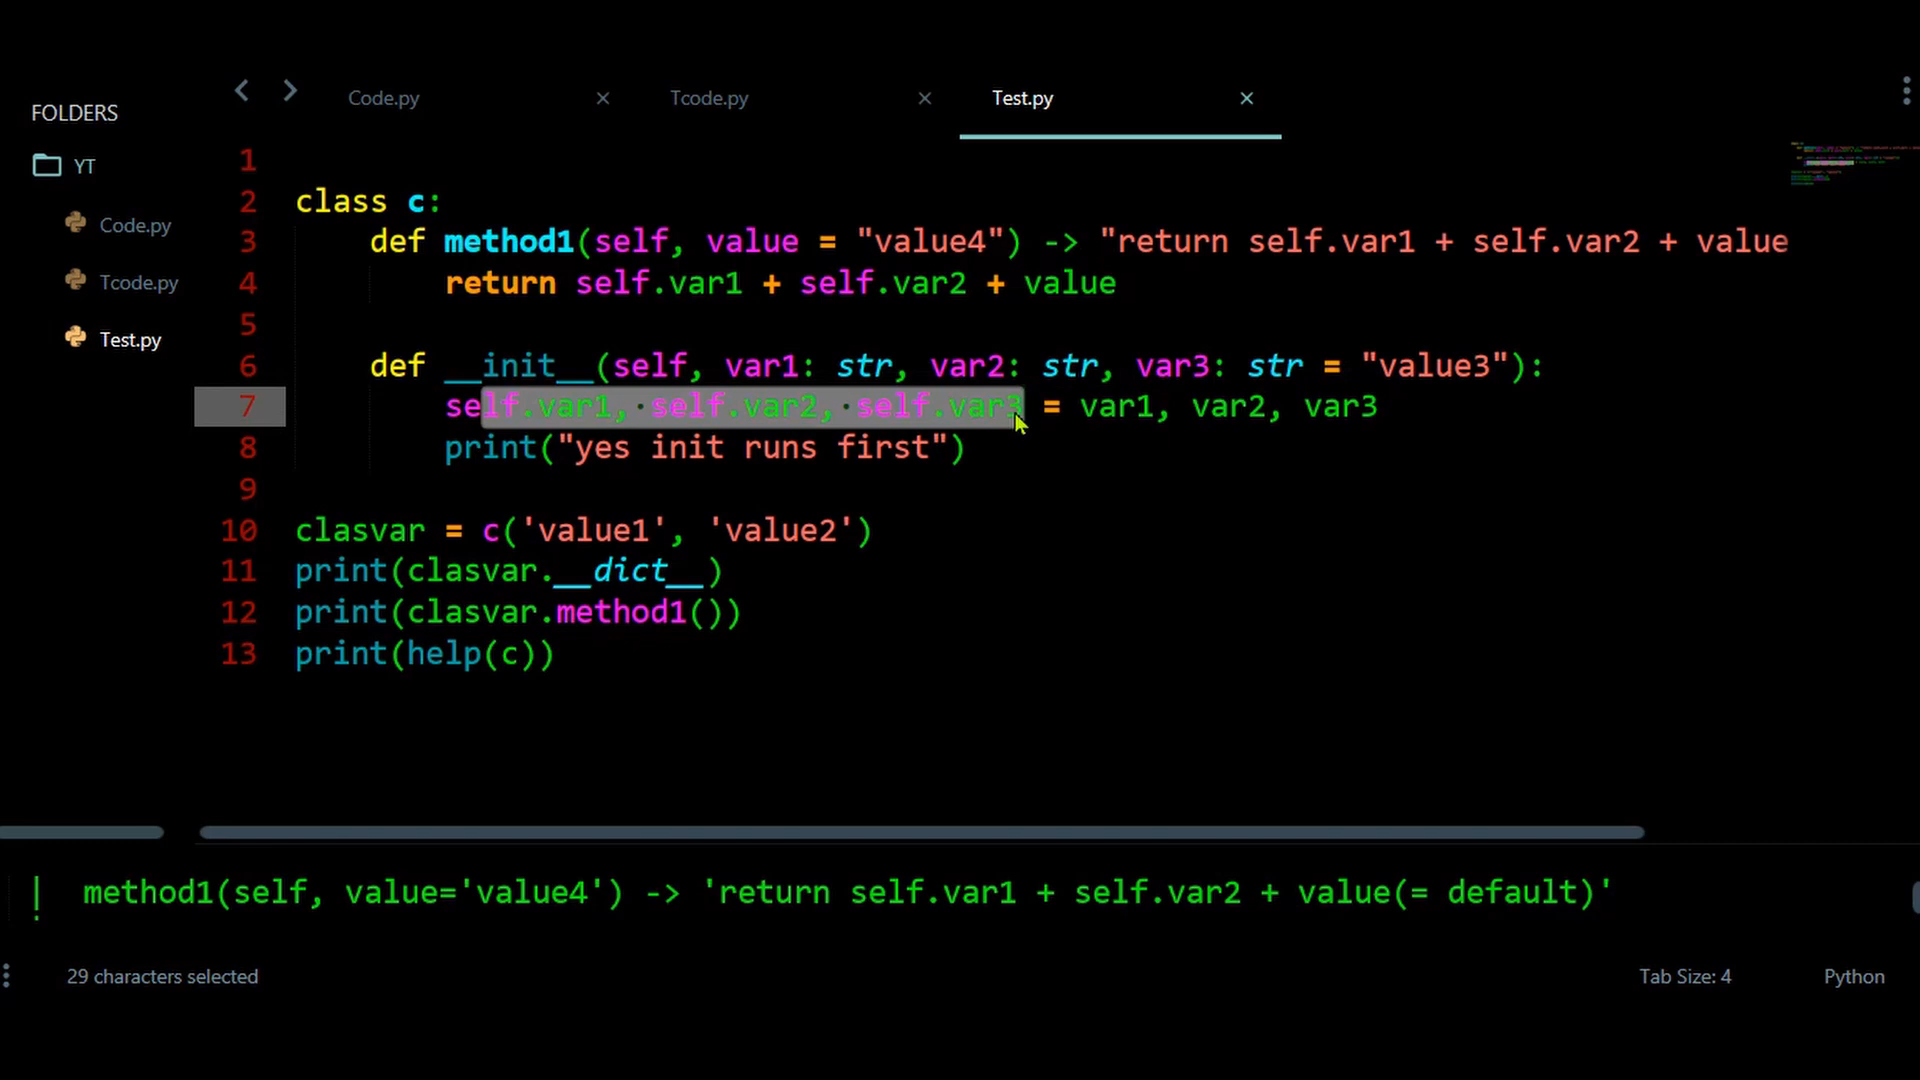 Code.py × Tcode.py × Test.py ×
FOLDERS
YT
Code.py
Tcode.py
Test.py
1
2 class c:
3     def method1(self, value = "value4") -> "return self.var1 + self.var2 + value
4         return self.var1 + self.var2 + value
5
6     def __init__(self, var1: str, var2: str, var3: str = "value3"):
7         self.var1, self.var2, self.var3 = var1, var2, var3
8         print("yes init runs first")
9
10 clasvar = c('value1', 'value2')
11 print(clasvar.__dict__)
12 print(clasvar.method1())
13 print(help(c))
|  method1(self, value='value4') -> 'return self.var1 + self.var2 + value(= default)'
29 characters selected Tab Size: 4 Python